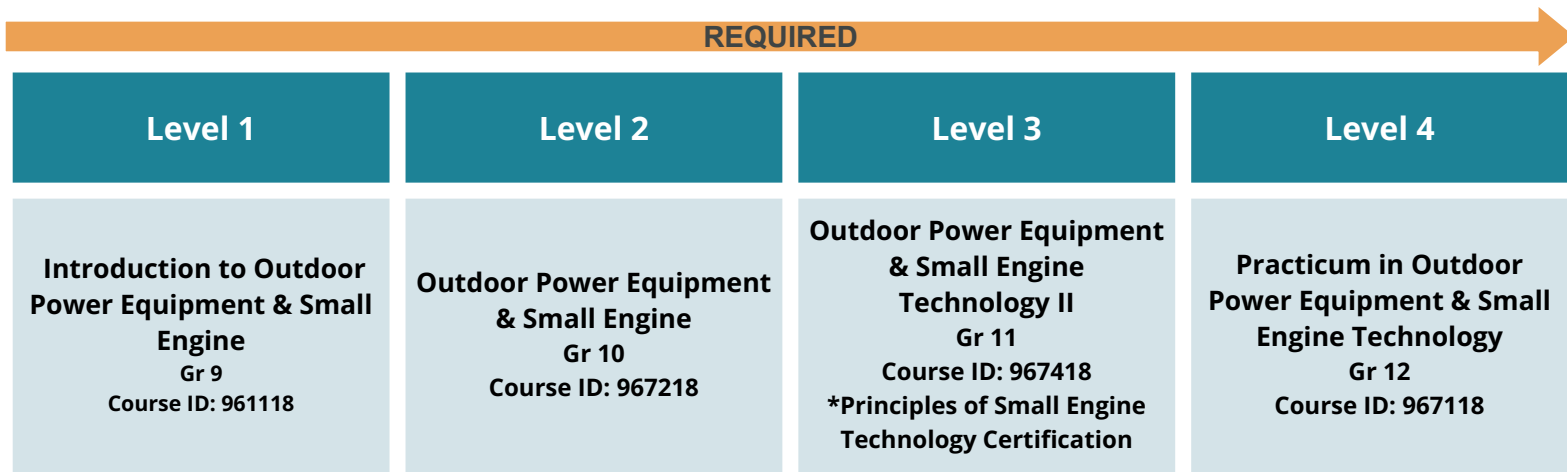 REQUIRED
Level 1
Level 2
Level 3
Level 4
Introduction to Outdoor
Power Equipment & Small
Engine
Gr 9
Course ID: 961118
Outdoor Power Equipment
& Small Engine
Gr 10
Course ID: 967218
Outdoor Power Equipment
& Small Engine
Technology II
Gr 11
Course ID: 967418
*Principles of Small Engine
Technology Certification
Practicum in Outdoor
Power Equipment & Small
Engine Technology
Gr 12
Course ID: 967118